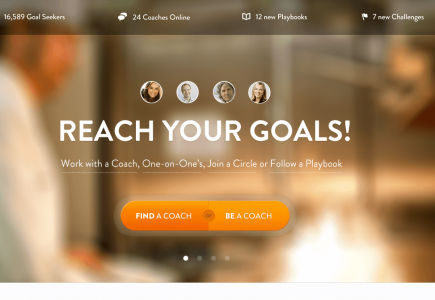 16,589 Goal Seekers
24 Coaches Online
12 new Playbooks
7 new Challenges
REACH YOUR GOALS!
Work with a Coach, One-on-One's, Join a Circle or Follow a Playbook
FIND A COACH
BE A COACH